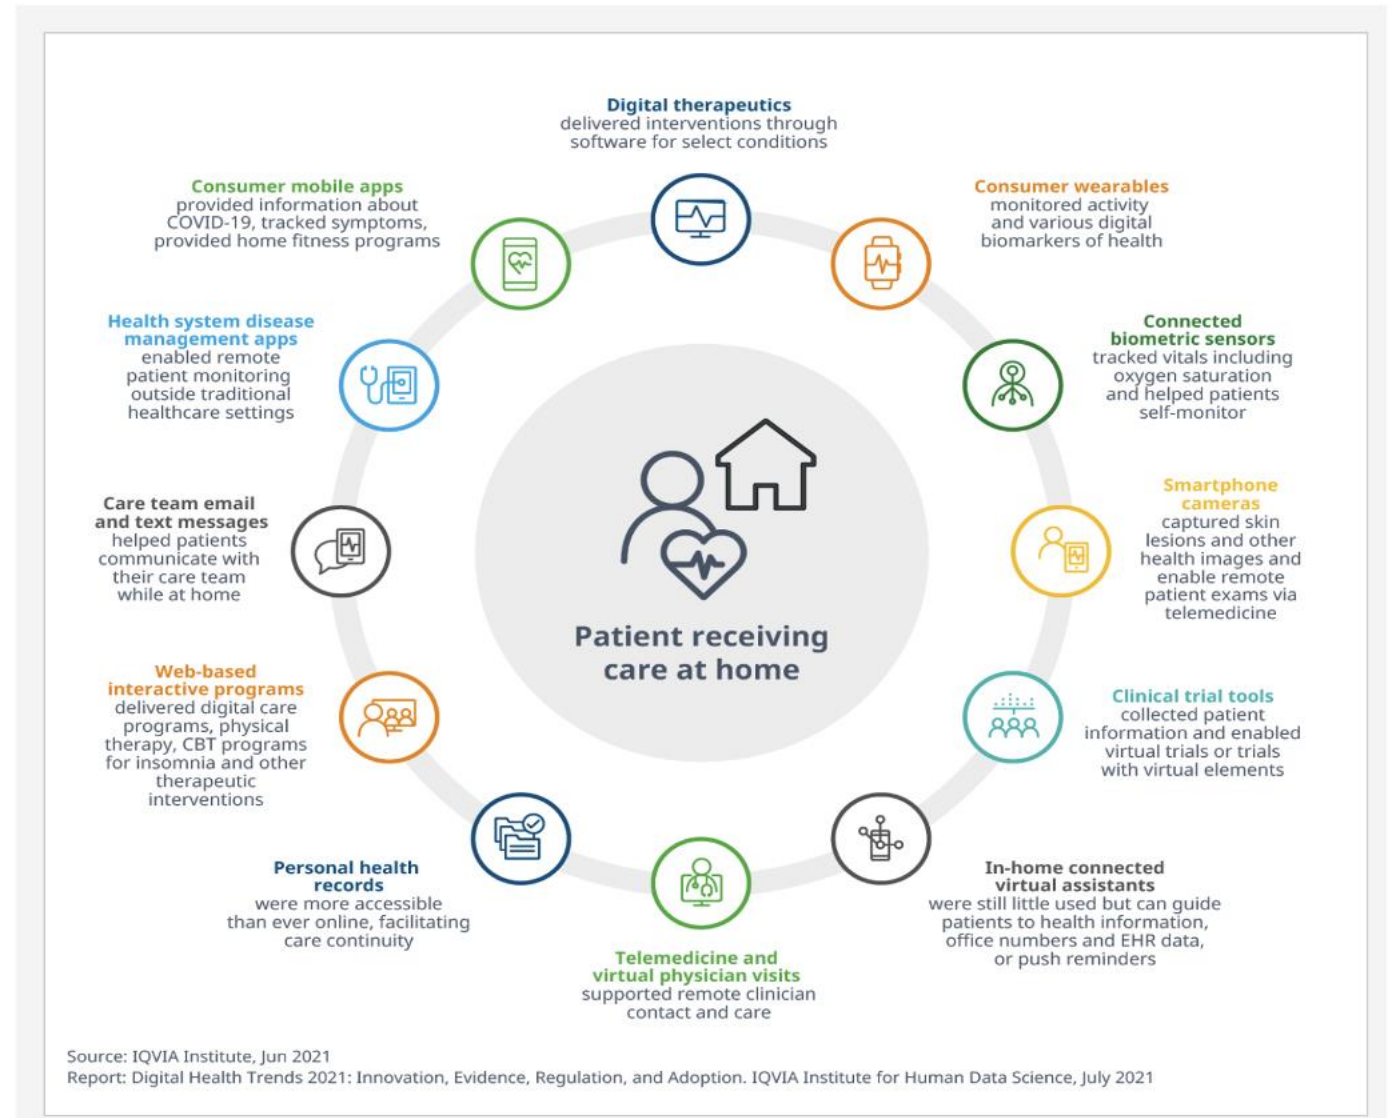 Digital therapeutics
delivered interventions through
software for select conditions
Consumer mobile apps
provided information about
COVID-19, tracked symptoms,
provided home fitness programs
Consumer wearables
monitored activity
and various digital
biomarkers of health
Health system disease
management apps
enabled remote
patient monitoring
outside traditional
healthcare settings
Connected
biometric sensors
tracked vitals including
oxygen saturation
and helped patients
self-monitor
Care team email
and text messages
helped patients
communicate with
their care team
while at home
Smartphone
cameras
captured skin
lesions and other
health images and
enable remote
patient exams via
telemedicine
Patient receiving
care at home
Web-based
interactive programs
delivered digital care
programs, physical
therapy, CBT programs
for insomnia and other
therapeutic
interventions
Clinical trial tools
collected patient
information and enabled
virtual trials or trials
with virtual elements
Personal health
records
were more accessible
than ever online, facilitating
care continuity
In-home connected
virtual assistants
were still little used but can guide
patients to health information,
office numbers and EHR data,
or push reminders
Telemedicine and
virtual physician visits
supported remote clinician
contact and care
Source: IQVIA Institute, Jun 2021
Report: Digital Health Trends 2021: Innovation, Evidence, Regulation, and Adoption. IQVIA Institute for Human Data Science, July 2021